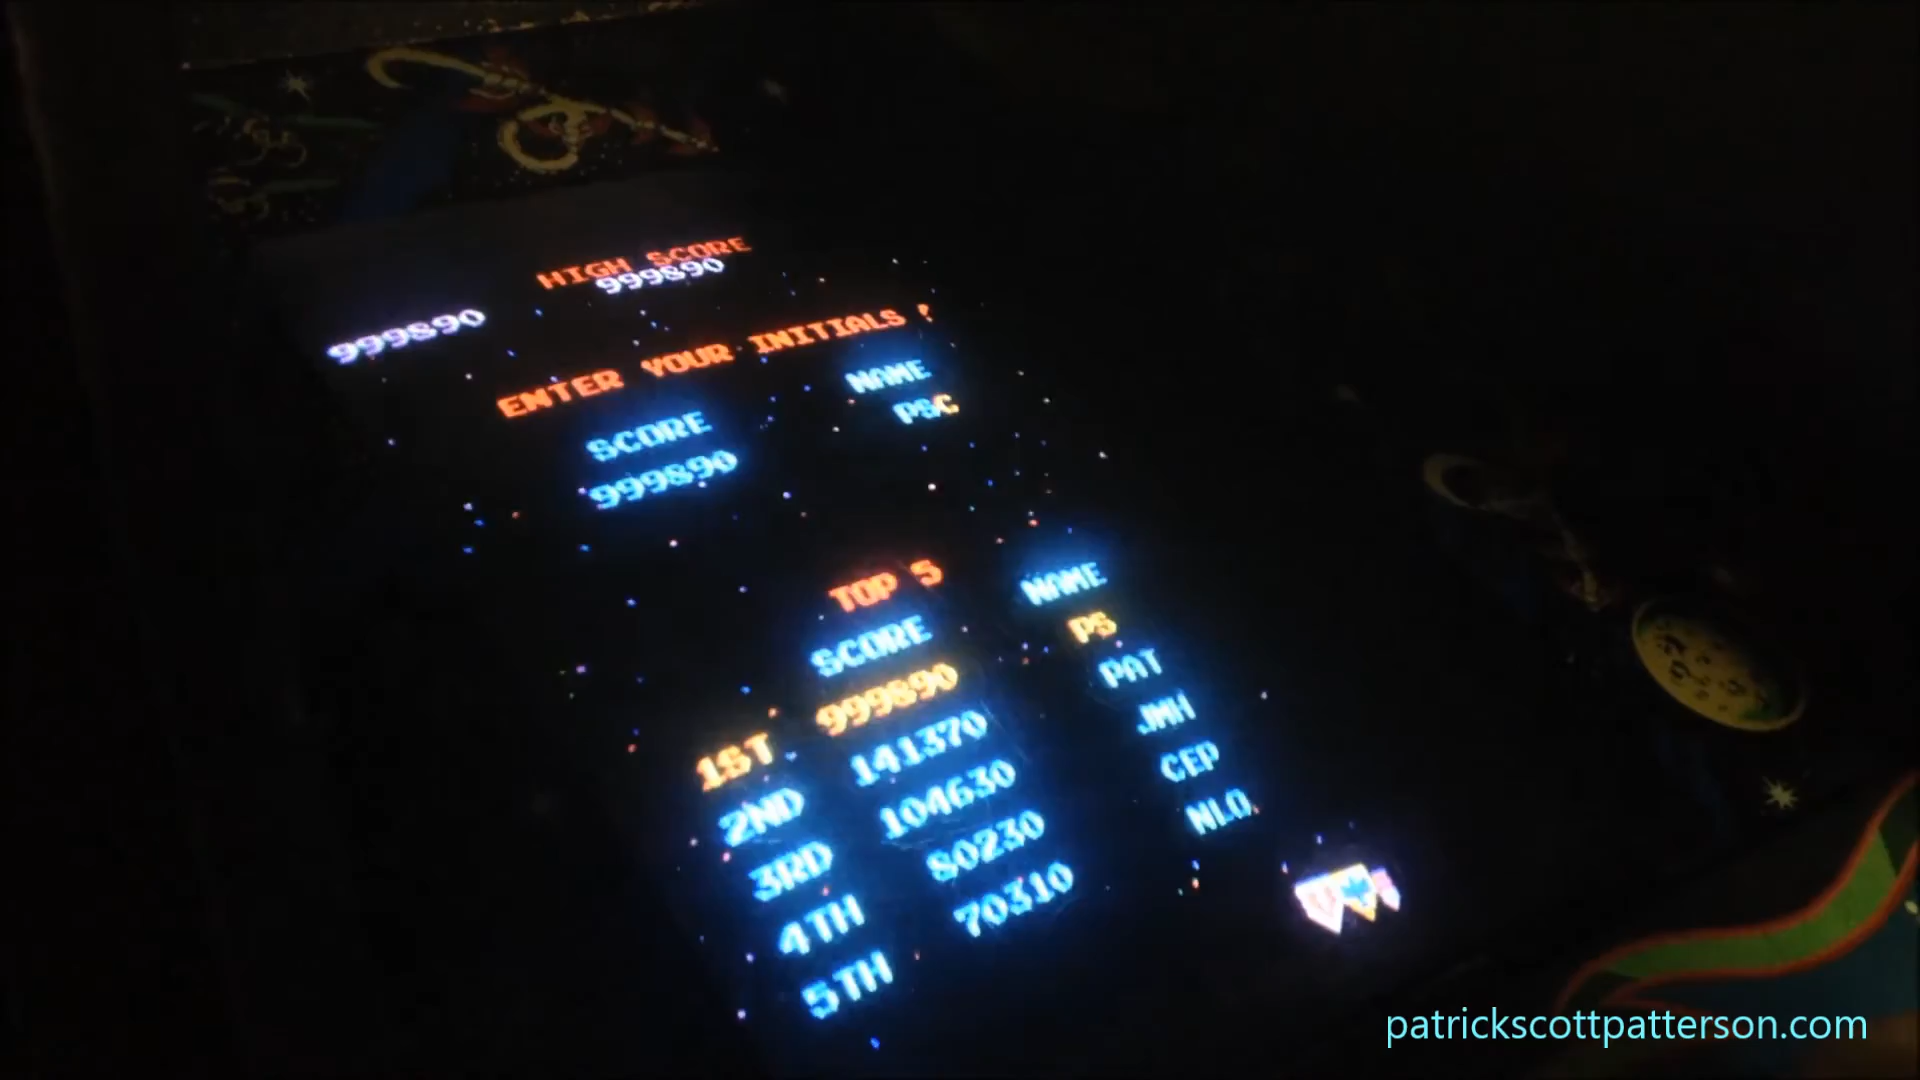 HIGH SCORE
999890 999890
ENTER YOUR INITIALS !
SCORE NAME
999890 PSC
TOP 5
SCORE NAME
1ST 999890 PS
2ND 141370 PAT
3RD 104630 JMH
4TH 80230 CEP
5TH 70310 NLO
patrickscottpatterson.com